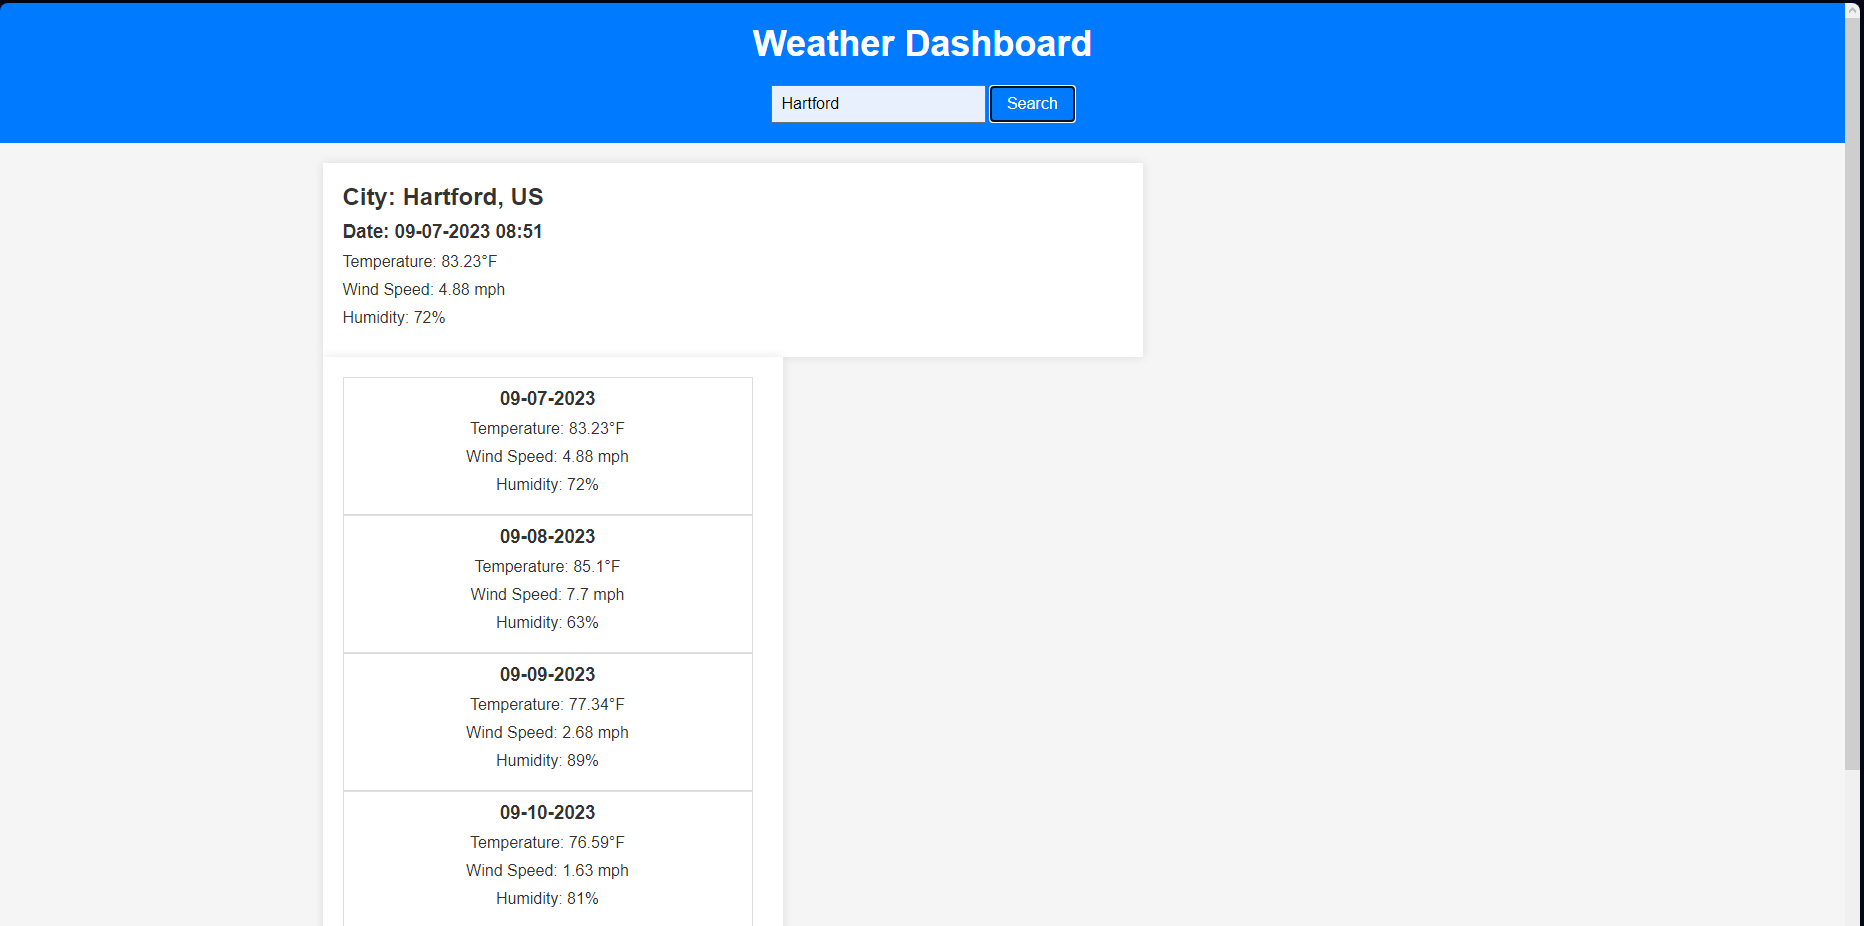 Weather Dashboard
Hartford
Search
City: Hartford, US
Date: 09-07-2023 08:51
Temperature: 83.23°F
Wind Speed: 4.88 mph
Humidity: 72%
09-07-2023
Temperature: 83.23°F
Wind Speed: 4.88 mph
Humidity: 72%
09-08-2023
Temperature: 85.1°F
Wind Speed: 7.7 mph
Humidity: 63%
09-09-2023
Temperature: 77.34°F
Wind Speed: 2.68 mph
Humidity: 89%
09-10-2023
Temperature: 76.59°F
Wind Speed: 1.63 mph
Humidity: 81%